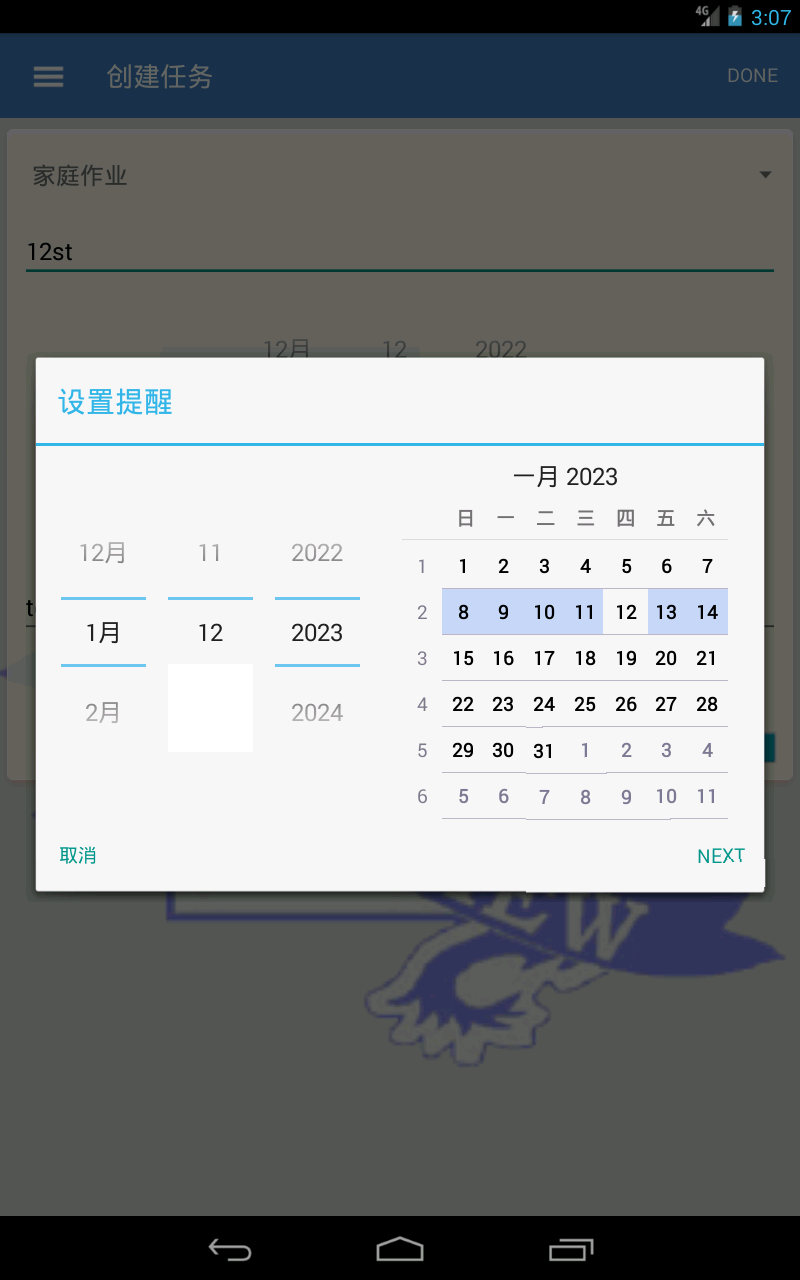 4G 3:07
创建任务 DONE
家庭作业
12st
12月 12 2022
设置提醒
一月 2023
日 一 二 三 四 五 六
12月 11 2022
1月 12 2023
2月 2024
1 1 2 3 4 5 6 7
2 8 9 10 11 12 13 14
3 15 16 17 18 19 20 21
4 22 23 24 25 26 27 28
5 29 30 31 1 2 3 4
6 5 6 7 8 9 10 11
取消 NEXT
EW